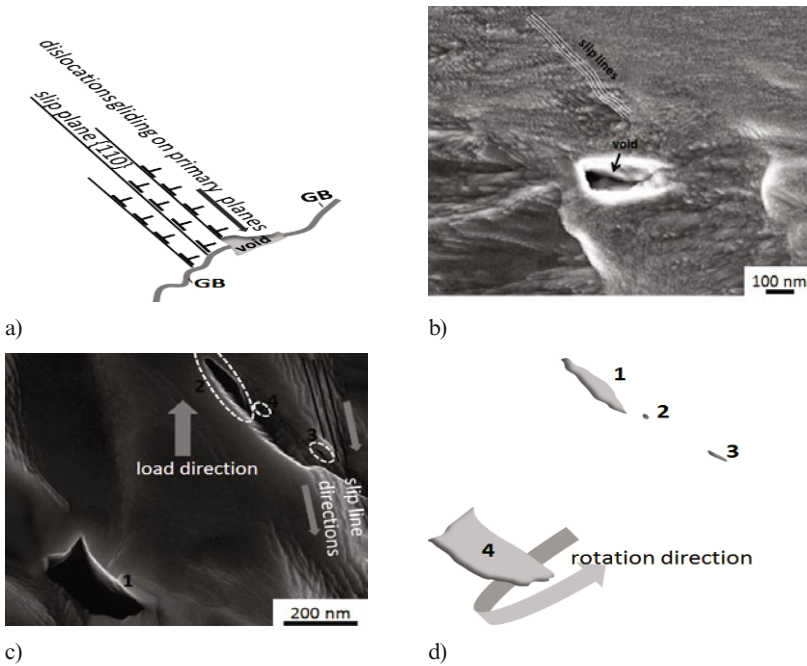 dislocations gliding on primary planes
slip plane {110}
GB
void
GB
a)
slip lines
void
100 nm
b)
2
4
3
load direction
slip line
directions
1
200 nm
c)
1
2
3
4
rotation direction
d)